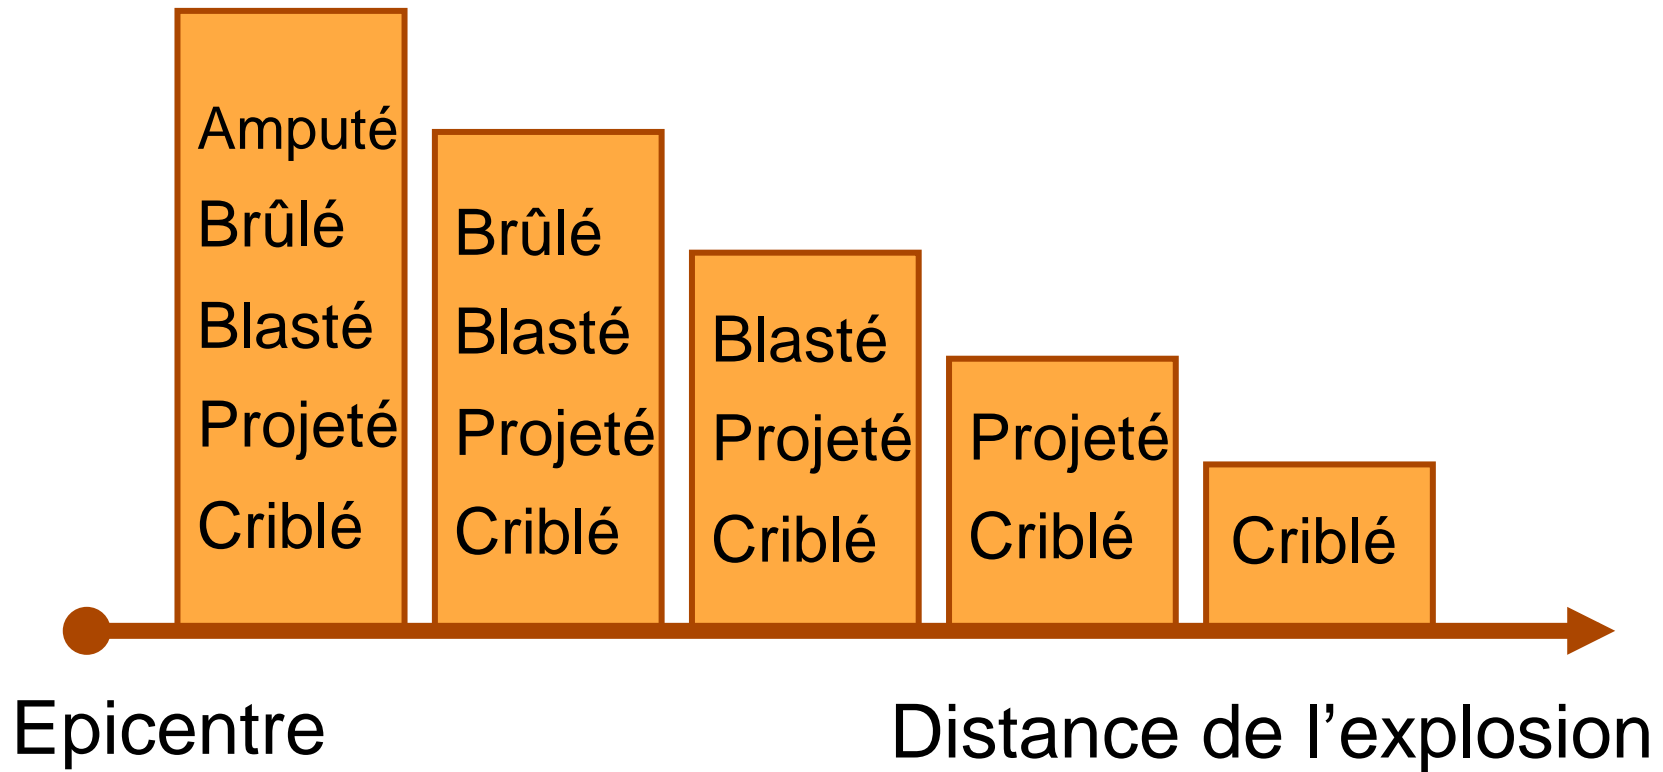 Amputé
Brûlé
Blasté
Projeté
Criblé
Brûlé
Blasté
Projeté
Criblé
Blasté
Projeté
Criblé
Projeté
Criblé
Criblé
Epicentre
Distance de l’explosion